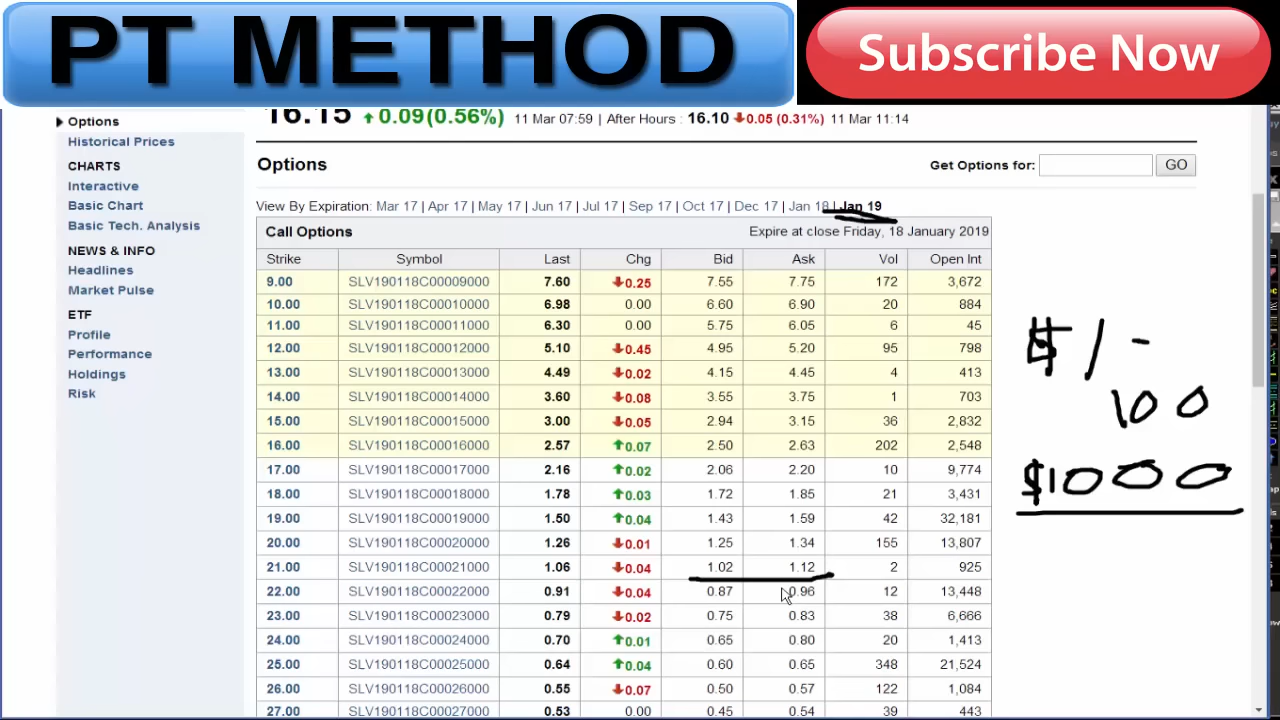 PT METHOD
Subscribe Now
16.15 0.09(0.56%) 11 Mar 07:59 | After Hours : 16.10 0.05 (0.31%) 11 Mar 11:14
Options
Historical Prices
CHARTS
Interactive
Basic Chart
Basic Tech. Analysis
NEWS & INFO
Headlines
Market Pulse
ETF
Profile
Performance
Holdings
Risk
Options
Get Options for: GO
View By Expiration: Mar 17 | Apr 17 | May 17 | Jun 17 | Jul 17 | Sep 17 | Oct 17 | Dec 17 | Jan 18 | Jan 19
Call Options Expire at close Friday, 18 January 2019
Strike Symbol Last Chg Bid Ask Vol Open Int
9.00 SLV190118C00009000 7.60 0.25 7.55 7.75 172 3,672
10.00 SLV190118C00010000 6.98 0.00 6.60 6.90 20 884
11.00 SLV190118C00011000 6.30 0.00 5.75 6.05 6 45
12.00 SLV190118C00012000 5.10 0.45 4.95 5.20 95 798
13.00 SLV190118C00013000 4.49 0.02 4.15 4.45 4 413
14.00 SLV190118C00014000 3.60 0.08 3.55 3.75 1 703
15.00 SLV190118C00015000 3.00 0.05 2.94 3.15 36 2,832
16.00 SLV190118C00016000 2.57 0.07 2.50 2.63 202 2,548
17.00 SLV190118C00017000 2.16 0.02 2.06 2.20 10 9,774
18.00 SLV190118C00018000 1.78 0.03 1.72 1.85 21 3,431
19.00 SLV190118C00019000 1.50 0.04 1.43 1.59 42 32,181
20.00 SLV190118C00020000 1.26 0.01 1.25 1.34 155 13,807
21.00 SLV190118C00021000 1.06 0.04 1.02 1.12 2 925
22.00 SLV190118C00022000 0.91 0.04 0.87 0.96 12 13,448
23.00 SLV190118C00023000 0.79 0.02 0.75 0.83 38 6,666
24.00 SLV190118C00024000 0.70 0.01 0.65 0.80 20 1,413
25.00 SLV190118C00025000 0.64 0.04 0.60 0.65 348 21,524
26.00 SLV190118C00026000 0.55 0.07 0.50 0.57 122 1,084
27.00 SLV190118C00027000 0.53 0.00 0.45 0.54 39 443
$ / -
100
$1000